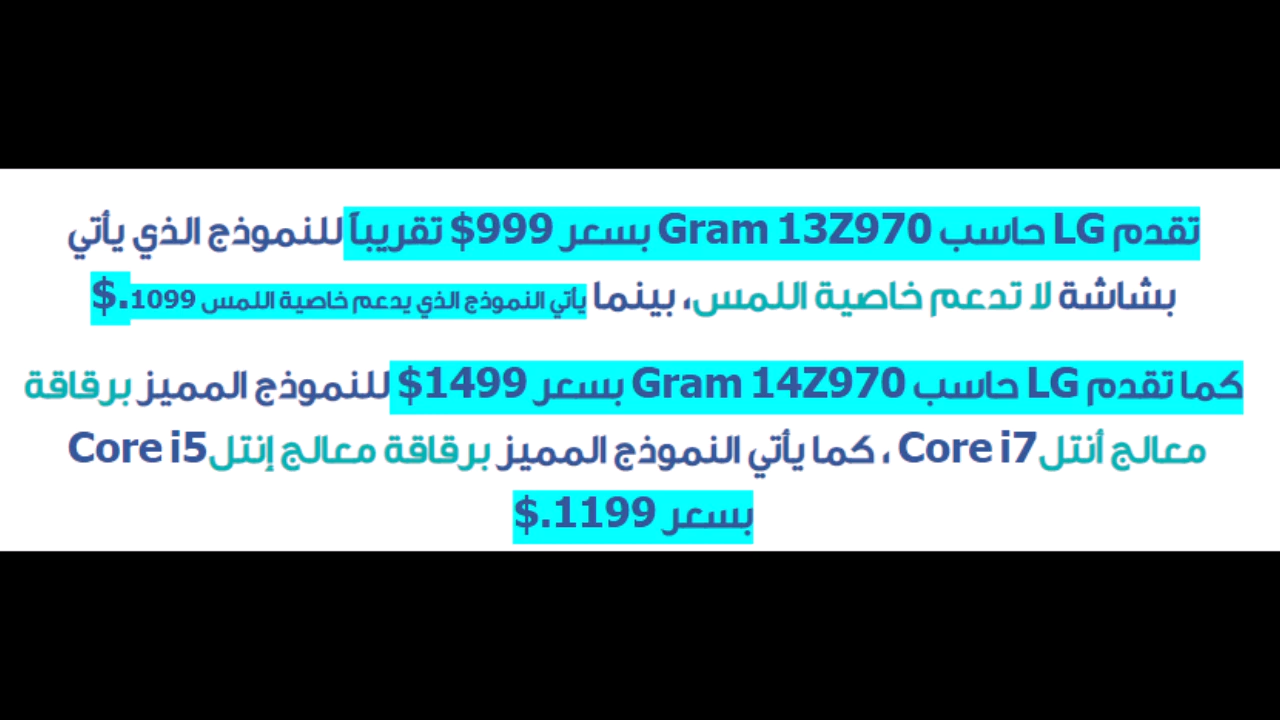 تقدم LG حاسب Gram 13Z970 بسعر 999$ تقريباً للنموذج الذي يأتي
بشاشة لا تدعم خاصية اللمس، بينما يأتي النموذج الذي يدعم خاصية اللمس 1099.$
كما تقدم LG حاسب Gram 14Z970 بسعر 1499$ للنموذج المميز برقاقة
معالج أنتل Core i7 ، كما يأتي النموذج المميز برقاقة معالج إنتل Core i5
بسعر 1199.$